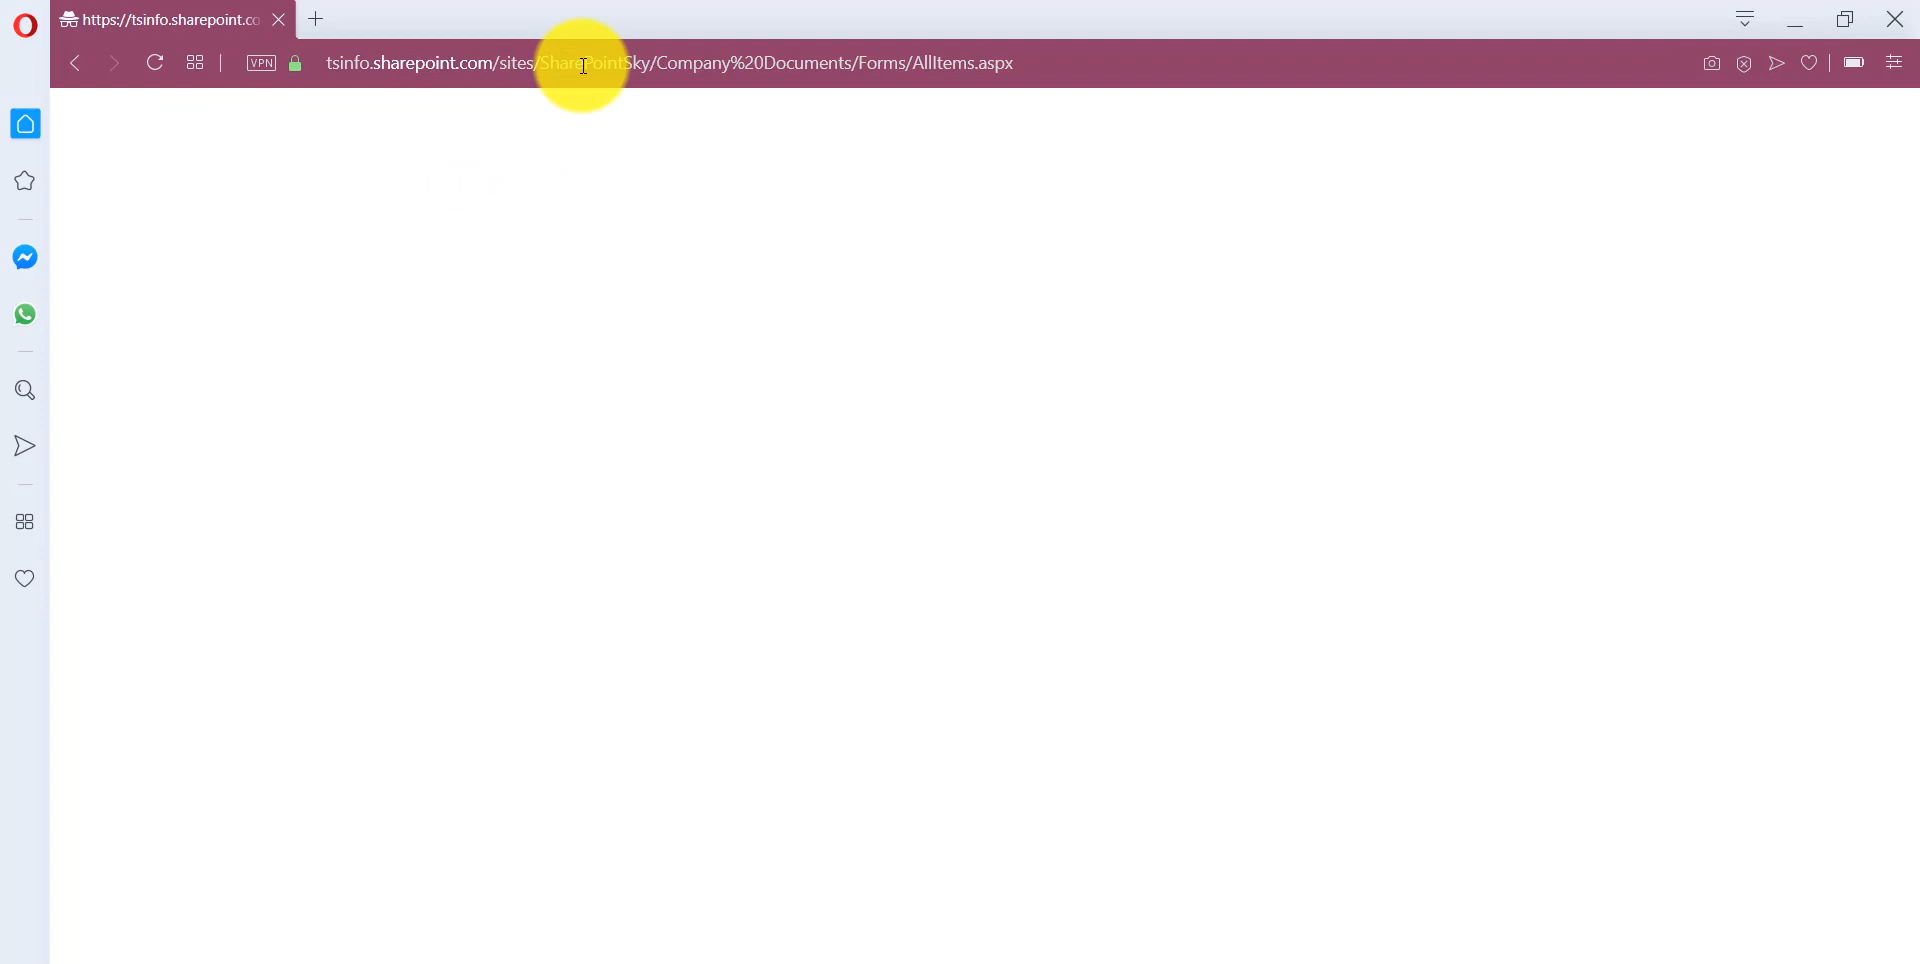 https://tsinfo.sharepoint.co
VPN
tsinfo.sharepoint.com/sites/SharePointSky/Company%20Documents/Forms/AllItems.aspx